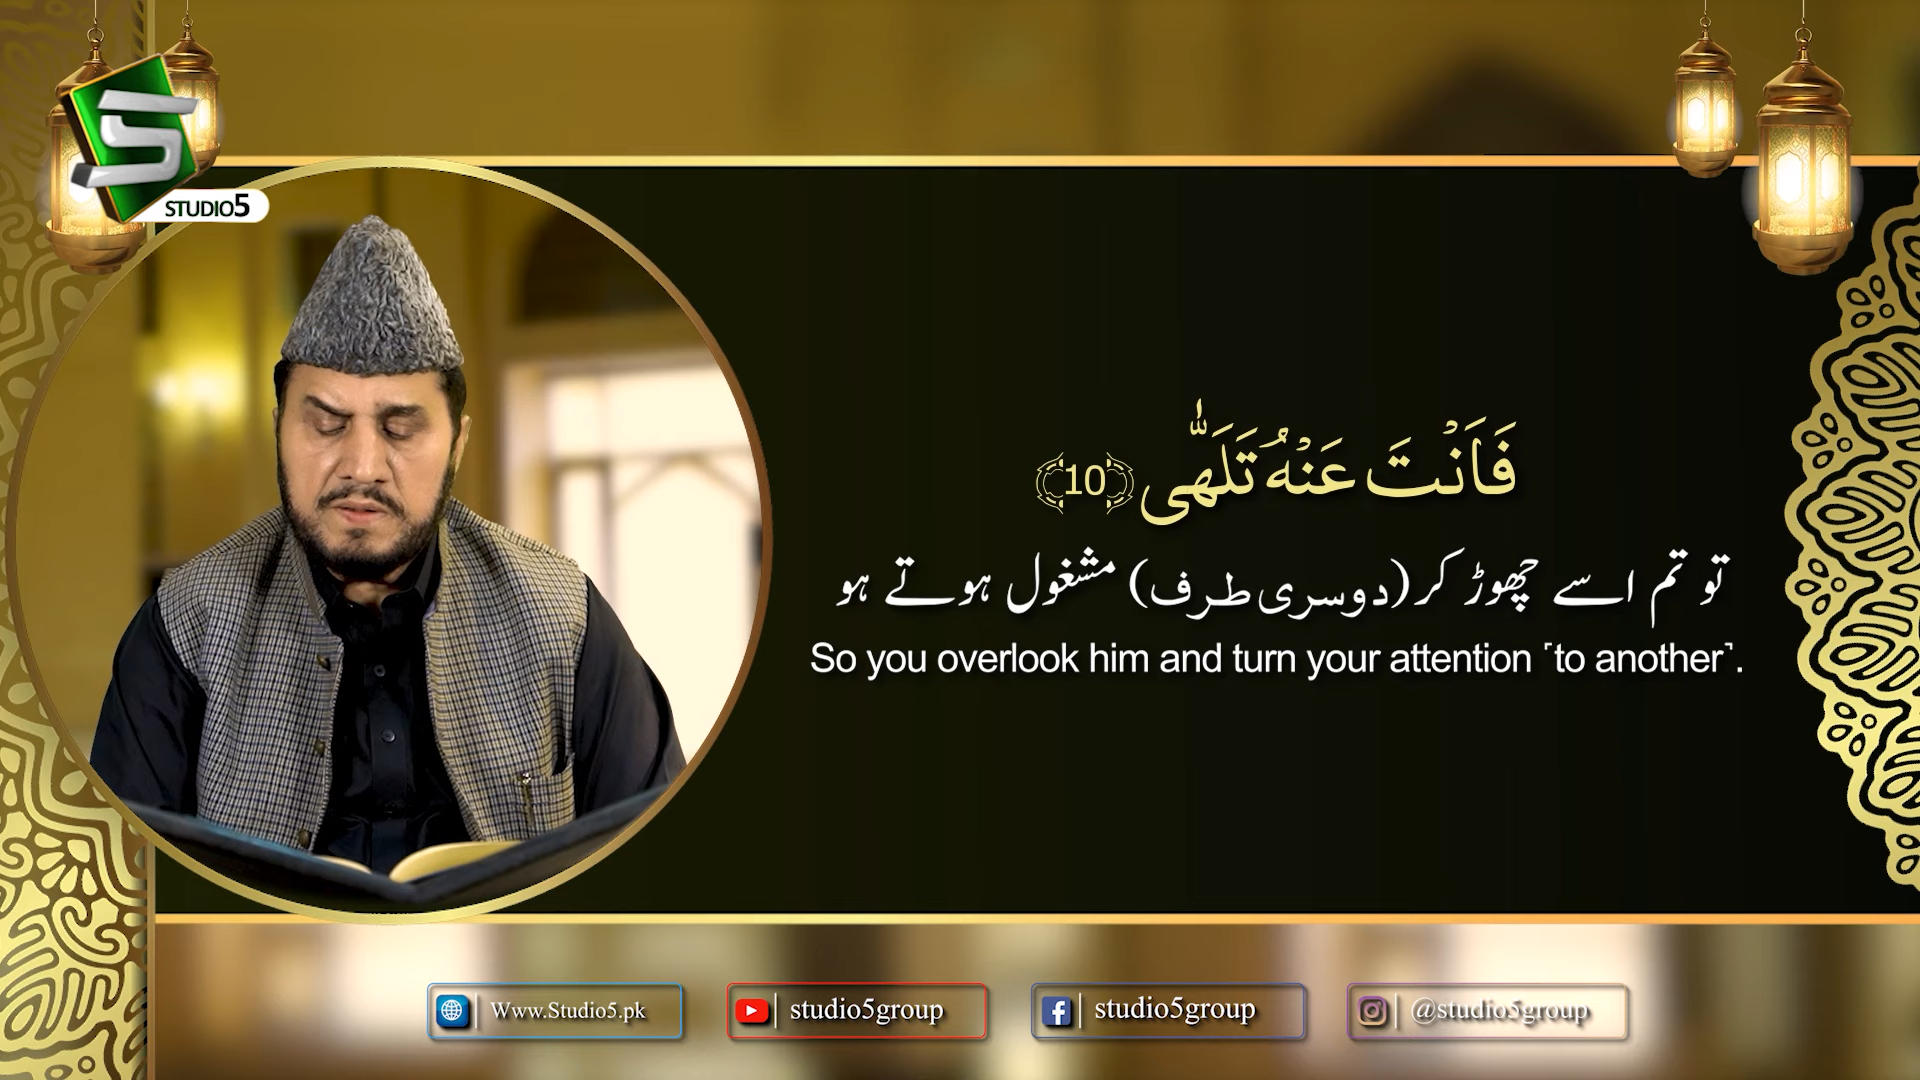 STUDIO5
فَاَنْتَ عَنْهُ تَلَهّٰى ﴿10﴾
تو تم اسے چھوڑ کر (دوسری طرف) مشغول ہوتے ہو
So you overlook him and turn your attention ˹to another˺.
Www.Studio5.pk
studio5group
studio5group
@studio5group